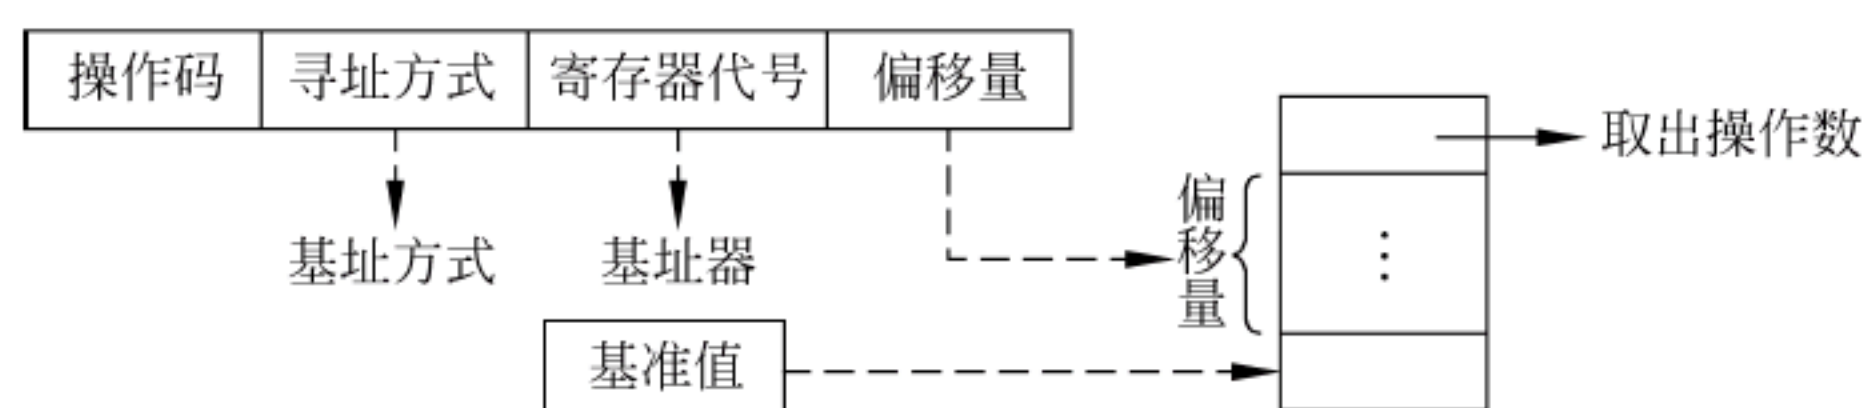 操作码 寻址方式 寄存器代号 偏移量
取出操作数
偏移量
基址方式 基址器
基准值